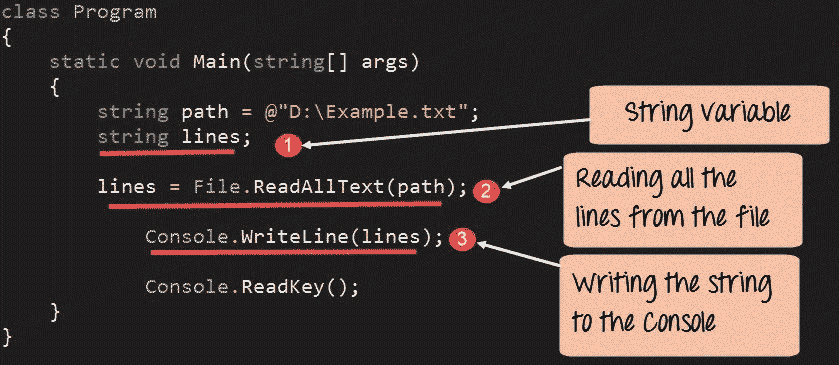 class Program
{
static void Main(string[] args)
{
string path = @"D:\Example.txt";
string lines;
1
String variable
lines = File.ReadAllText(path);
2
Reading all the
lines from the file
Console.WriteLine(lines);
3
Writing the string
to the Console
Console.ReadKey();
}
}